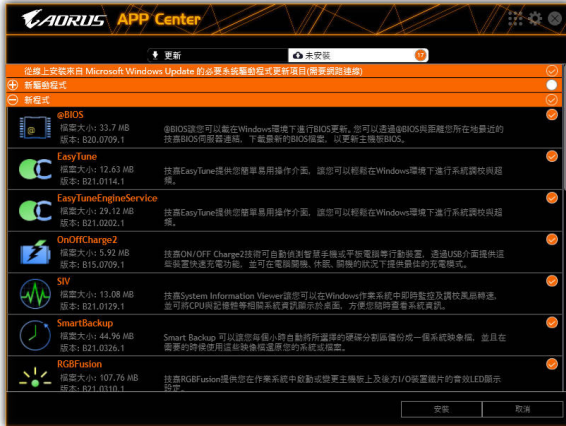 AORUS APP Center
更新
未安裝 17
從線上安裝來自 Microsoft Windows Update 的必要系統驅動程式更新項目(需要網路連線)
新驅動程式
新程式
@BIOS
檔案大小: 33.7 MB
版本: B20.0709.1
@BIOS讓您可以載在Windows環境下進行BIOS更新。您可以透過@BIOS與距離您所在地最近的
技嘉BIOS伺服器連結，下載最新的BIOS檔案，以更新主機板BIOS。
EasyTune
檔案大小: 12.63 MB
版本: B21.0114.1
技嘉EasyTune提供您簡單易用操作介面，讓您可以輕鬆在Windows環境下進行系統調校與超
頻。
EasyTuneEngineService
檔案大小: 29.12 MB
版本: B21.0202.1
技嘉EasyTune提供您簡單易用操作介面，讓您可以輕鬆在Windows環境下進行系統調校與超
頻。
OnOffCharge2
檔案大小: 5.92 MB
版本: B15.0709.1
技嘉ON/OFF Charge2技術可自動偵測智慧手機或平板電腦等行動裝置，透過USB介面提供這
些裝置快速充電功能，並可在電腦開機、休眠、關機的狀況下提供最佳的充電模式。
SIV
檔案大小: 13.08 MB
版本: B21.0129.1
技嘉System Information Viewer讓您可以在Windows作業系統中即時監控及調校風扇轉速，
並可將CPU與記憶體等相關系統資訊顯示於桌面，方便您隨時查看系統資訊。
SmartBackup
檔案大小: 44.96 MB
版本: B21.0326.1
Smart Backup 可以讓您每個小時自動將所選擇的硬碟分割區備份成一個系統映象檔，並且在
需要的時候使用這些映像檔還原您的系統或檔案。
RGBFusion
檔案大小: 107.76 MB
版本: B21.0310.1
技嘉RGBFusion提供您在作業系統中啟動或變更主機板上及後方I/O裝置鐵片的音效LED顯示
設定。
安裝
取消